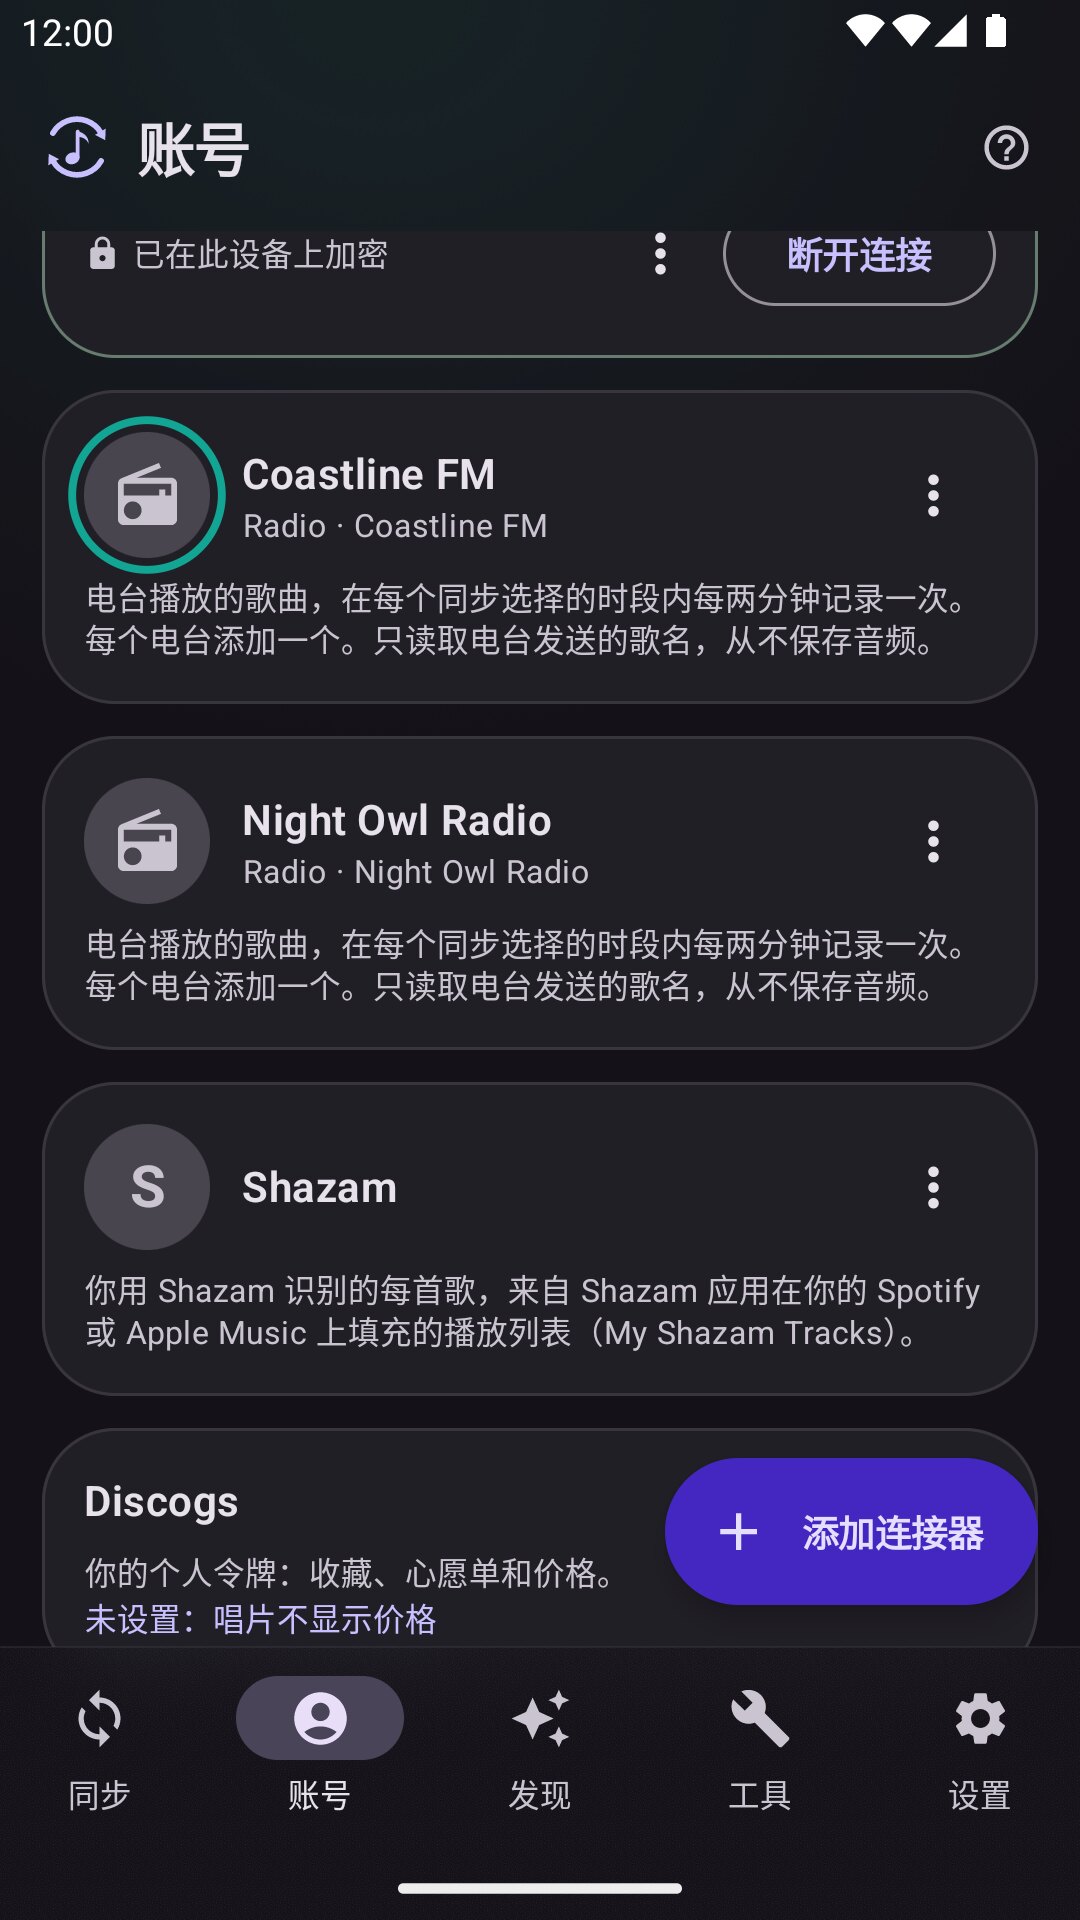 12:00
账号
已在此设备上加密
断开连接
Coastline FM
Radio · Coastline FM
电台播放的歌曲，在每个同步选择的时段内每两分钟记录一次。
每个电台添加一个。只读取电台发送的歌名，从不保存音频。
Night Owl Radio
Radio · Night Owl Radio
电台播放的歌曲，在每个同步选择的时段内每两分钟记录一次。
每个电台添加一个。只读取电台发送的歌名，从不保存音频。
S
Shazam
你用 Shazam 识别的每首歌，来自 Shazam 应用在你的 Spotify
或 Apple Music 上填充的播放列表（My Shazam Tracks）。
Discogs
添加连接器
你的个人令牌：收藏、心愿单和价格。
未设置：唱片不显示价格
同步
账号
发现
工具
设置